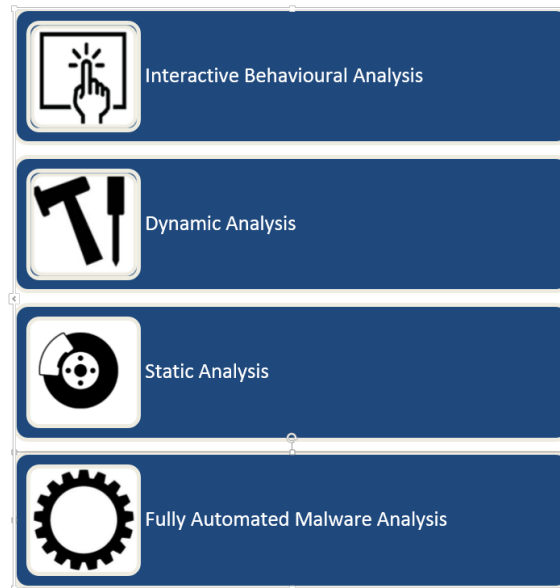 Interactive Behavioural Analysis
Dynamic Analysis
Static Analysis
Fully Automated Malware Analysis